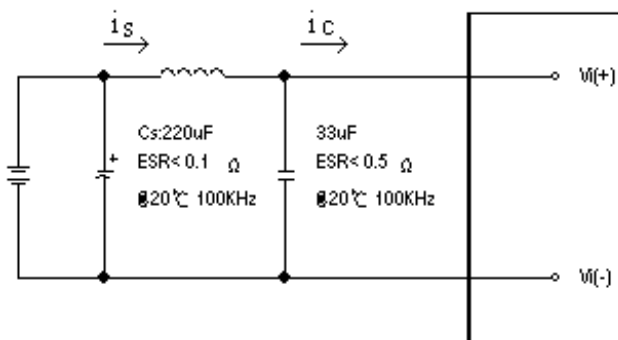 is
ic
Vi(+)
Cs:220uF
ESR<0.1 Ω
@20℃ 100KHz
33uF
ESR<0.5 Ω
@20℃ 100KHz
+
Vi(-)